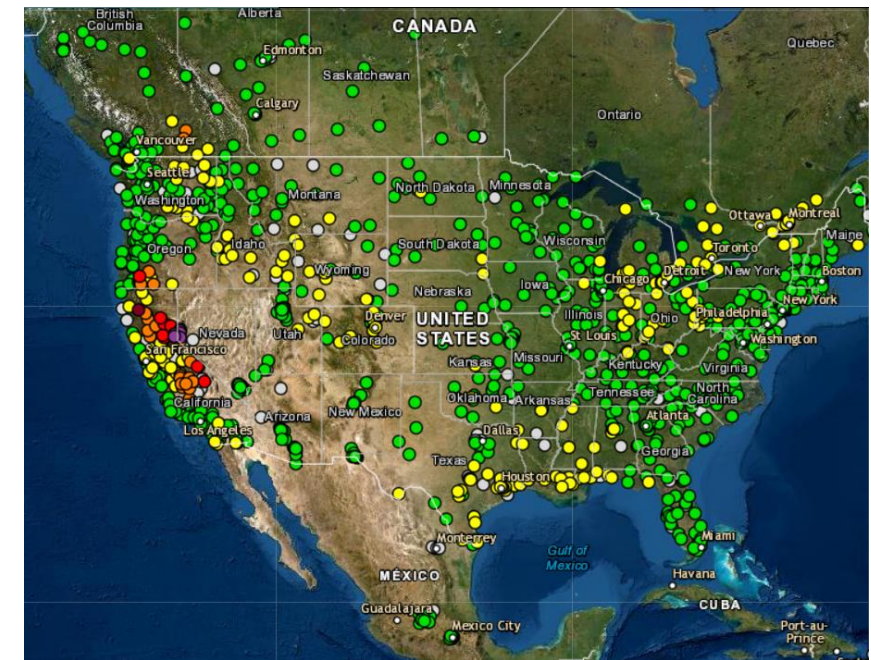 British
Columbia
Alberta
CANADA
Quebec
Edmonton
Saskatchewan
Calgary
Ontario
Vancouver
Seattle
Washington
Montana
North Dakota
Minnesota
Ottawa
Montreal
Maine
Oregon
Idaho
South Dakota
Wisconsin
Toronto
Wyoming
Chicago
Detroit
New York
Boston
Iowa
Nebraska
New York
Denver
UNITED
STATES
Illinois
Ohio
Philadelphia
Nevada
Utah
Colorado
St Louis
Washington
San Francisco
Kansas
Missouri
Kentucky
Virginia
California
Oklahoma
Arkansas
Tennessee
North
Carolina
Arizona
New Mexico
Atlanta
Los Angeles
Dallas
Georgia
Texas
Houston
Miami
Monterrey
Gulf of
Mexico
Havana
MÉXICO
CUBA
Guadalajara
Mexico City
Port-au-
Prince